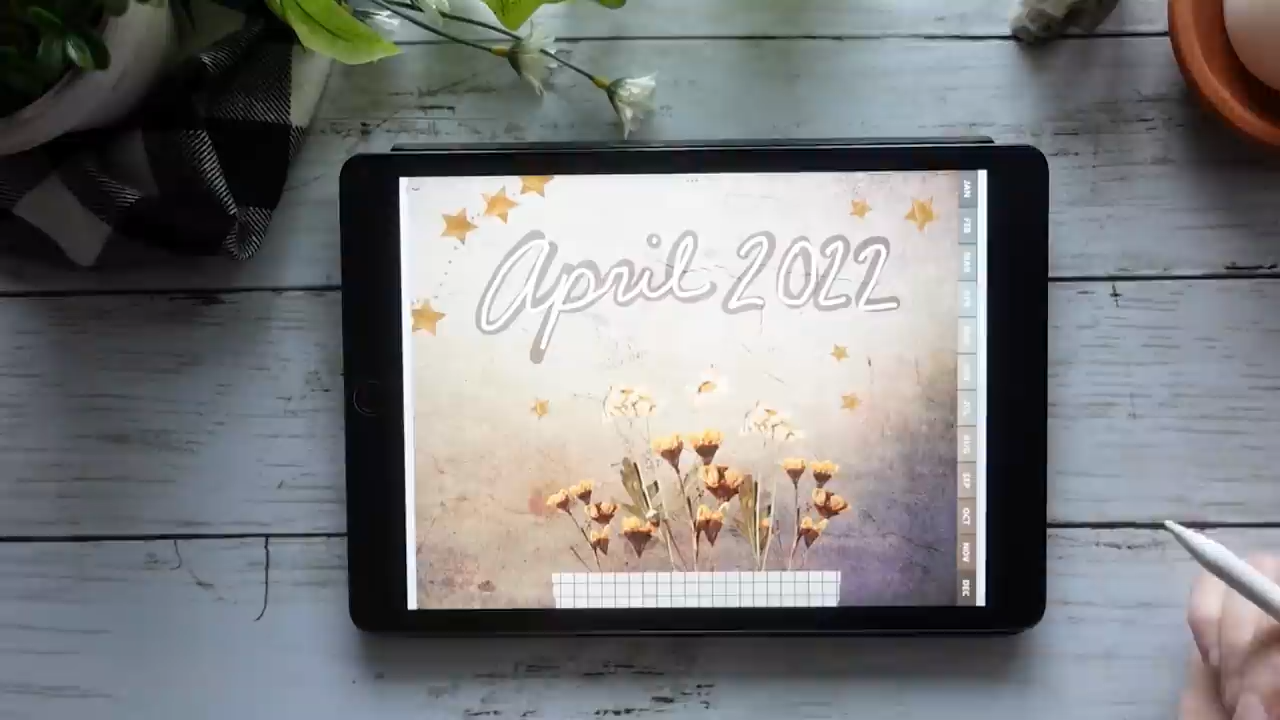 April 2022
JAN
FEB
MAR
APR
MAY
JUN
JUL
AUG
SEP
OCT
NOV
DEC